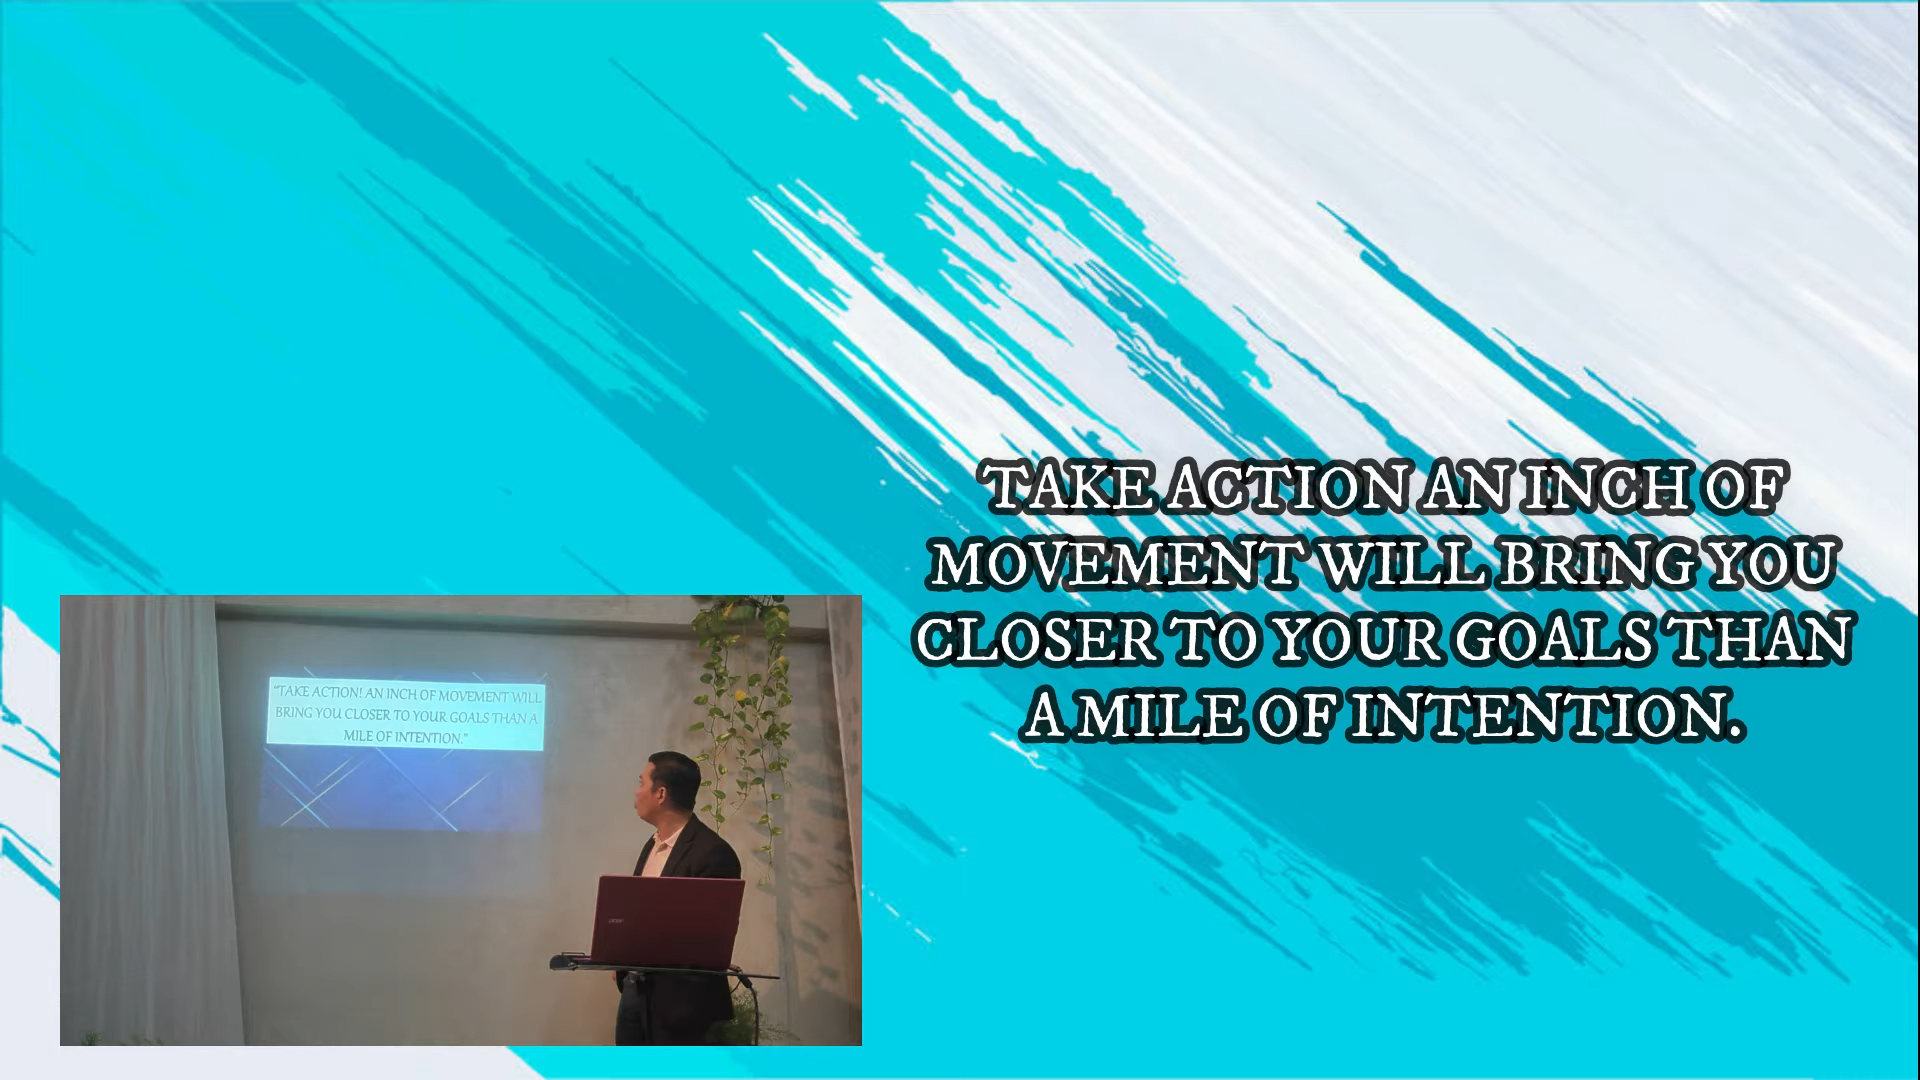 TAKE ACTION AN INCH OF
MOVEMENT WILL BRING YOU
CLOSER TO YOUR GOALS THAN
A MILE OF INTENTION.
"TAKE ACTION! AN INCH OF MOVEMENT WILL
BRING YOU CLOSER TO YOUR GOALS THAN A
MILE OF INTENTION."
acer